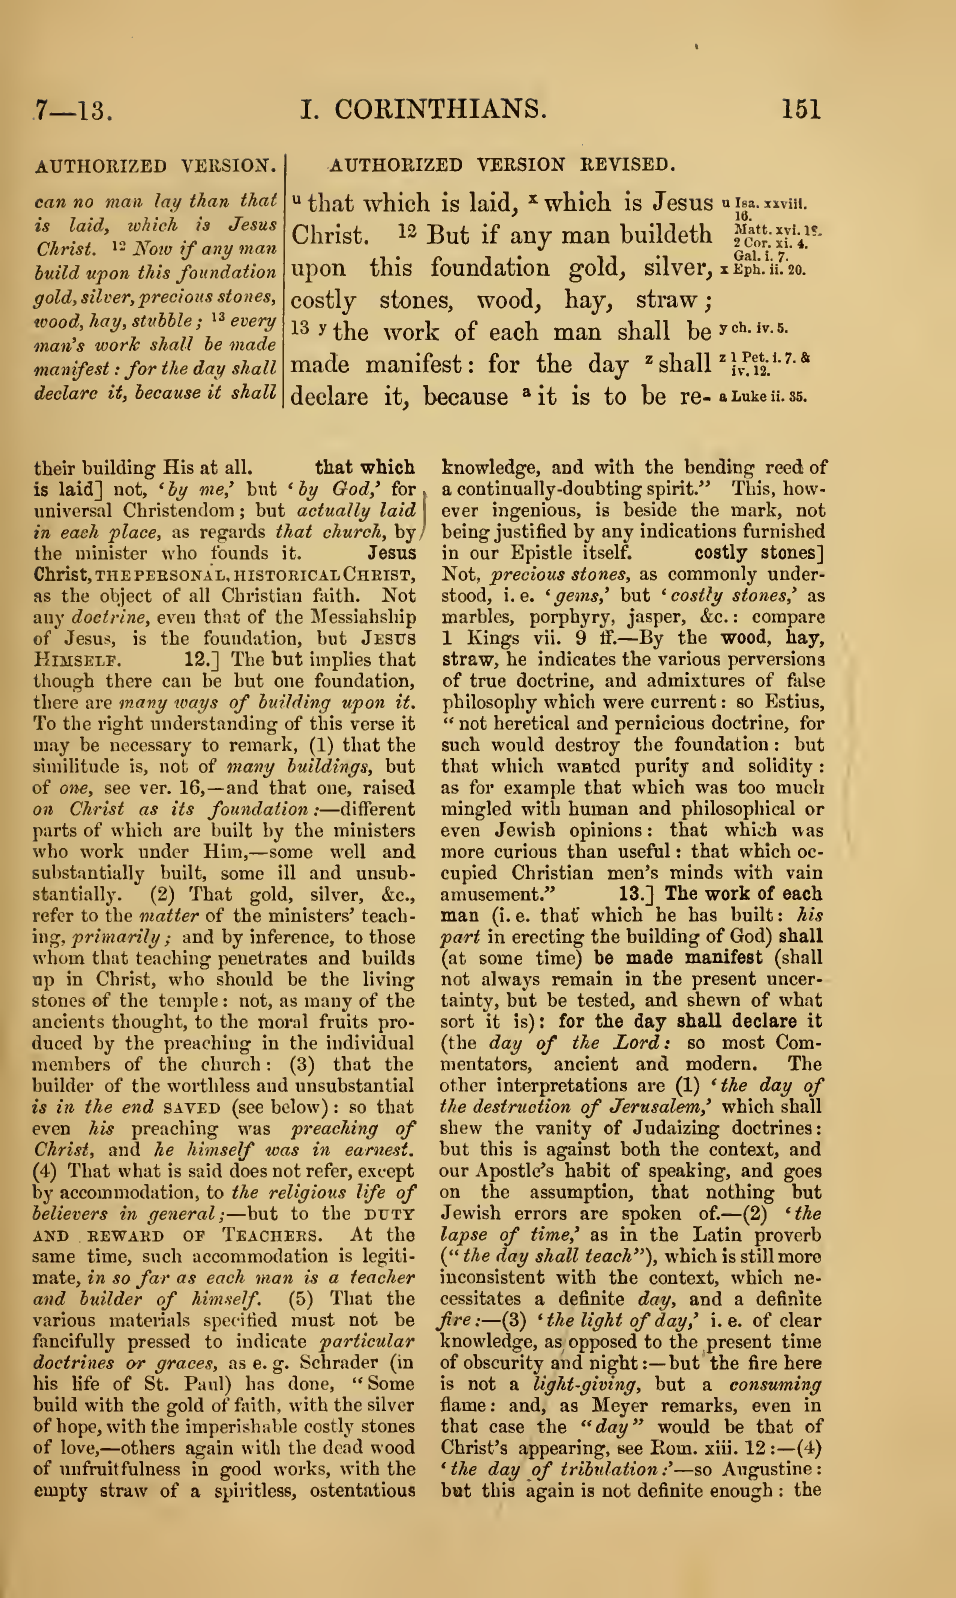 7—13.
I. CORINTHIANS.
151
AUTHORIZED VERSION.
can no man lay than that
is laid, which is Jesus
Christ. 12 Now if any man
build upon this foundation
gold, silver, precious stones,
wood, hay, stubble; 13 every
man's work shall be made
manifest: for the day shall
declare it, because it shall
AUTHORIZED VERSION REVISED.
u that which is laid, x which is Jesus
Christ. 12 But if any man buildeth
upon this foundation gold, silver,
costly stones, wood, hay, straw;
13 y the work of each man shall be
made manifest: for the day z shall
declare it, because a it is to be re-
u Isa. xxviii.
16.
Matt. xvi. 18.
2 Cor. xi. 4.
Gal. i. 7.
x Eph. ii. 20.
y ch. iv. 5.
z 1 Pet. i. 7. &
iv. 12.
a Luke ii. 35.
their building His at all. that which
is laid] not, 'by me,' but 'by God,' for
universal Christendom; but actually laid
in each place, as regards that church, by
the minister who founds it. Jesus
Christ, THE PERSONAL, HISTORICAL CHRIST,
as the object of all Christian faith. Not
any doctrine, even that of the Messiahship
of Jesus, is the foundation, but JESUS
HIMSELF. 12.] The but implies that
though there can be but one foundation,
there are many ways of building upon it.
To the right understanding of this verse it
may be necessary to remark, (1) that the
similitude is, not of many buildings, but
of one, see ver. 16,—and that one, raised
on Christ as its foundation:—different
parts of which are built by the ministers
who work under Him,—some well and
substantially built, some ill and unsub-
stantially. (2) That gold, silver, &c.,
refer to the matter of the ministers' teach-
ing, primarily; and by inference, to those
whom that teaching penetrates and builds
up in Christ, who should be the living
stones of the temple: not, as many of the
ancients thought, to the moral fruits pro-
duced by the preaching in the individual
members of the church: (3) that the
builder of the worthless and unsubstantial
is in the end SAVED (see below): so that
even his preaching was preaching of
Christ, and he himself was in earnest.
(4) That what is said does not refer, except
by accommodation, to the religious life of
believers in general;—but to the DUTY
AND REWARD OF TEACHERS. At the
same time, such accommodation is legiti-
mate, in so far as each man is a teacher
and builder of himself. (5) That the
various materials specified must not be
fancifully pressed to indicate particular
doctrines or graces, as e. g. Schrader (in
his life of St. Paul) has done, "Some
build with the gold of faith, with the silver
of hope, with the imperishable costly stones
of love,—others again with the dead wood
of unfruitfulness in good works, with the
empty straw of a spiritless, ostentatious
knowledge, and with the bending reed of
a continually-doubting spirit." This, how-
ever ingenious, is beside the mark, not
being justified by any indications furnished
in our Epistle itself. costly stones]
Not, precious stones, as commonly under-
stood, i. e. 'gems,' but 'costly stones,' as
marbles, porphyry, jasper, &c.: compare
1 Kings vii. 9 ff.—By the wood, hay,
straw, he indicates the various perversions
of true doctrine, and admixtures of false
philosophy which were current: so Estius,
"not heretical and pernicious doctrine, for
such would destroy the foundation: but
that which wanted purity and solidity:
as for example that which was too much
mingled with human and philosophical or
even Jewish opinions: that which was
more curious than useful: that which oc-
cupied Christian men's minds with vain
amusement." 13.] The work of each
man (i. e. that which he has built: his
part in erecting the building of God) shall
(at some time) be made manifest (shall
not always remain in the present uncer-
tainty, but be tested, and shewn of what
sort it is): for the day shall declare it
(the day of the Lord: so most Com-
mentators, ancient and modern. The
other interpretations are (1) 'the day of
the destruction of Jerusalem,' which shall
shew the vanity of Judaizing doctrines:
but this is against both the context, and
our Apostle's habit of speaking, and goes
on the assumption, that nothing but
Jewish errors are spoken of.—(2) 'the
lapse of time,' as in the Latin proverb
("the day shall teach"), which is still more
inconsistent with the context, which ne-
cessitates a definite day, and a definite
fire:—(3) 'the light of day,' i. e. of clear
knowledge, as opposed to the present time
of obscurity and night:—but the fire here
is not a light-giving, but a consuming
flame: and, as Meyer remarks, even in
that case the "day" would be that of
Christ's appearing, see Rom. xiii. 12:—(4)
'the day of tribulation:'—so Augustine:
but this again is not definite enough: the